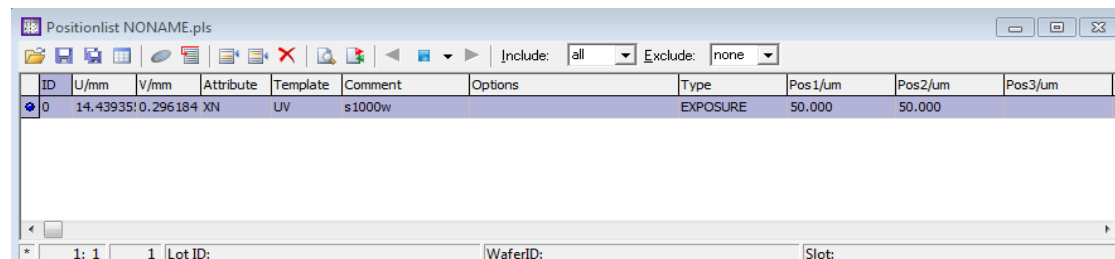 Positionlist NONAME.pls
Include: all Exclude: none
ID U/mm V/mm Attribute Template Comment Options Type Pos1/um Pos2/um Pos3/um
0 14.439355 0.296184 XN UV s1000w EXPOSURE 50.000 50.000
* 1: 1 1 Lot ID: WaferID: Slot: